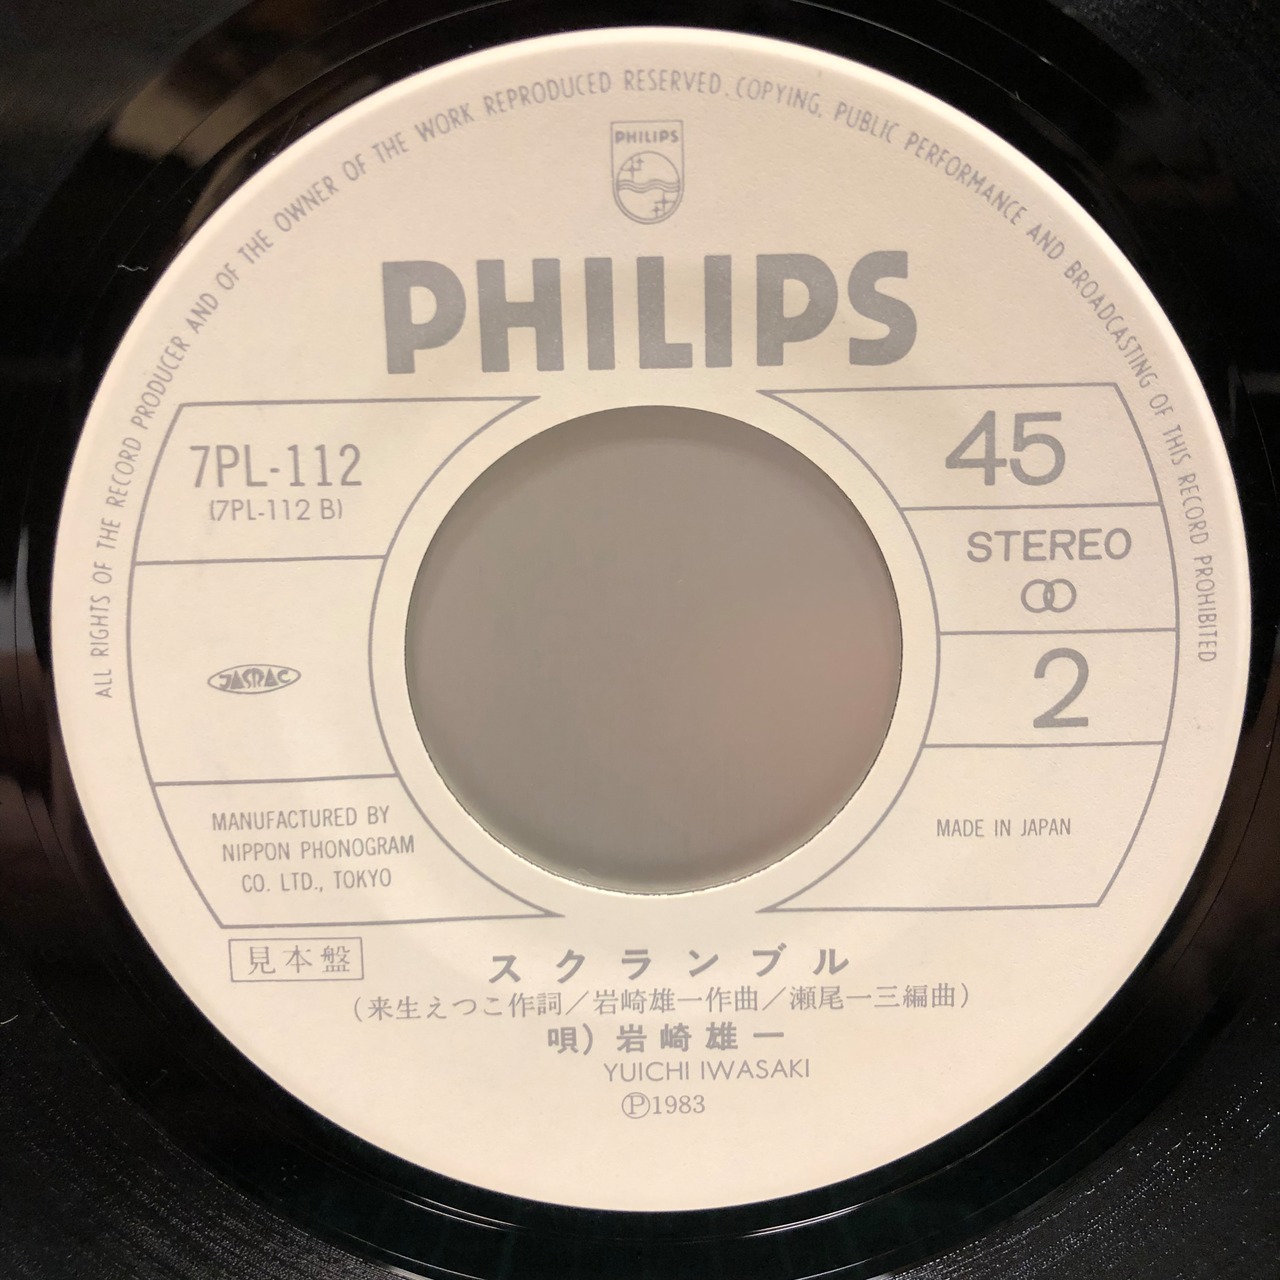 ALL RIGHTS OF THE RECORD PRODUCER AND OF THE OWNER OF THE WORK REPRODUCED RESERVED. COPYING, PUBLIC PERFORMANCE AND BROADCASTING OF THIS RECORD PROHIBITED
PHILIPS
PHILIPS
7PL-112
(7PL-112 B)
JASRAC
MANUFACTURED BY
NIPPON PHONOGRAM
CO. LTD., TOKYO
45
STEREO
2
MADE IN JAPAN
見本盤
スクランブル
(来生えつこ作詞/岩崎雄一作曲/瀬尾一三編曲)
唄) 岩崎雄一
YUICHI IWASAKI
Ⓟ1983